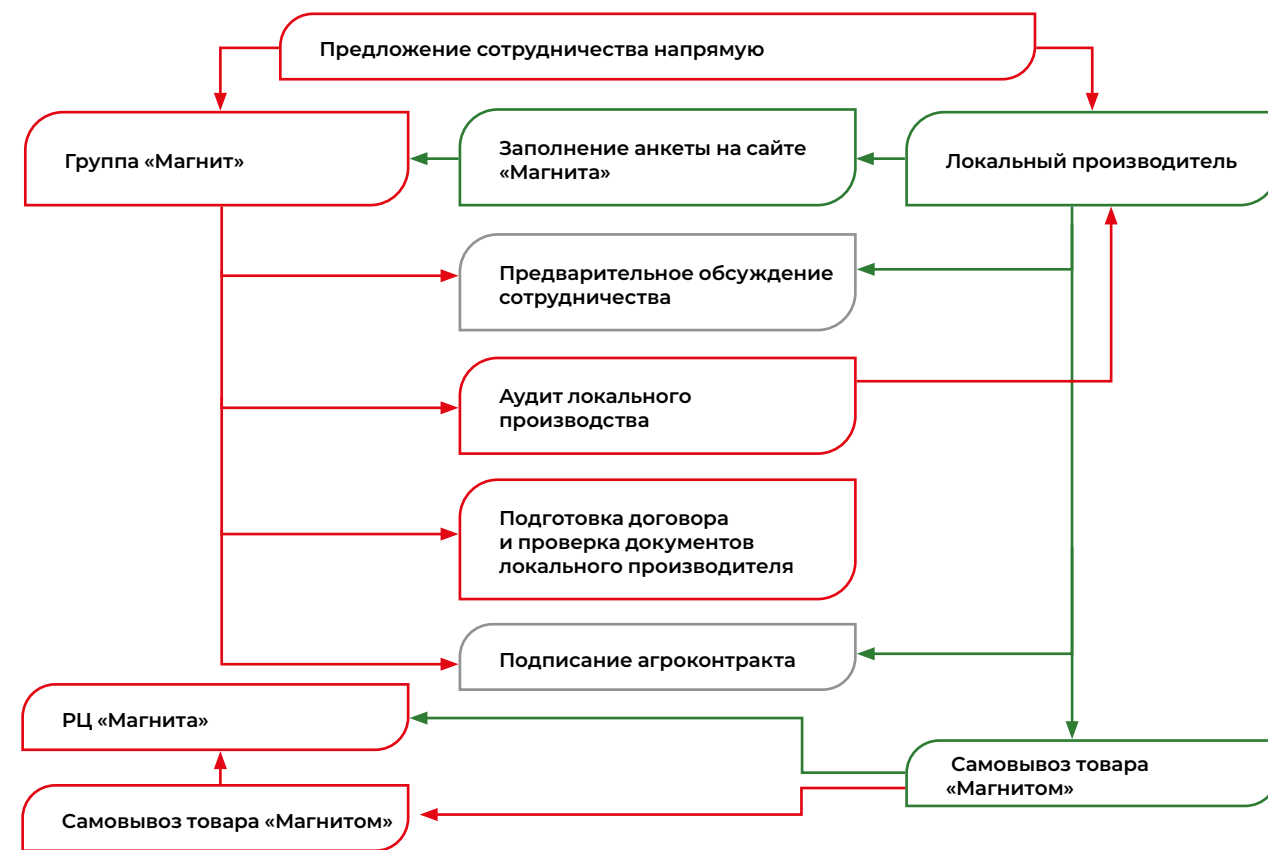 Предложение сотрудничества напрямую
Группа «Магнит»
Заполнение анкеты на сайте
«Магнита»
Локальный производитель
Предварительное обсуждение
сотрудничества
Аудит локального
производства
Подготовка договора
и проверка документов
локального производителя
Подписание агроконтракта
РЦ «Магнита»
Самовывоз товара
«Магнитом»
Самовывоз товара «Магнитом»